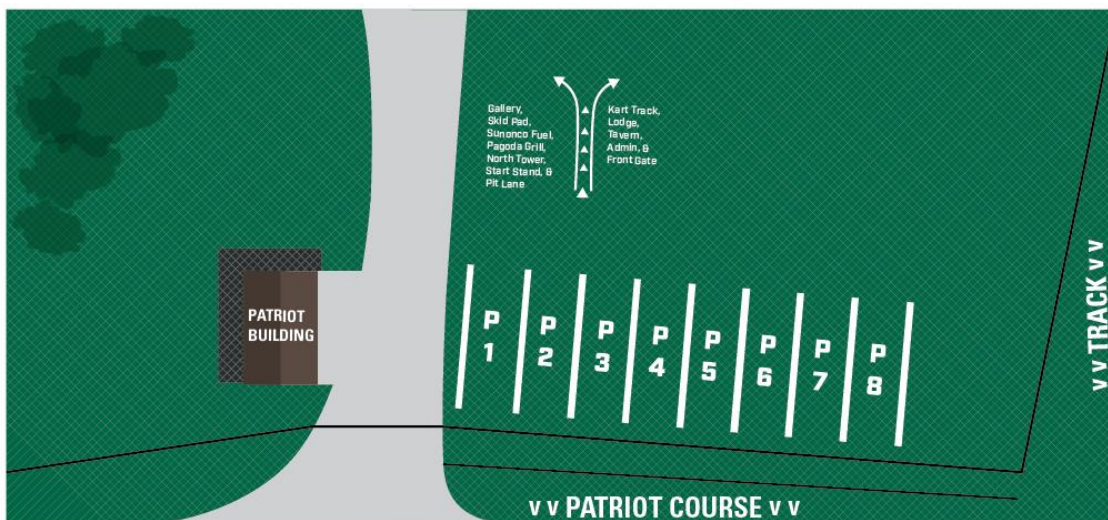 Gallery,
Skid Pad,
Sunonco Fuel,
Pagoda Grill,
North Tower,
Start Stand, &
Pit Lane
Kart Track,
Lodge,
Tavern,
Admin, &
Front Gate
PATRIOT
BUILDING
P
1
P
2
P
3
P
4
P
5
P
6
P
7
P
8
v v TRACK v v
v v PATRIOT COURSE v v